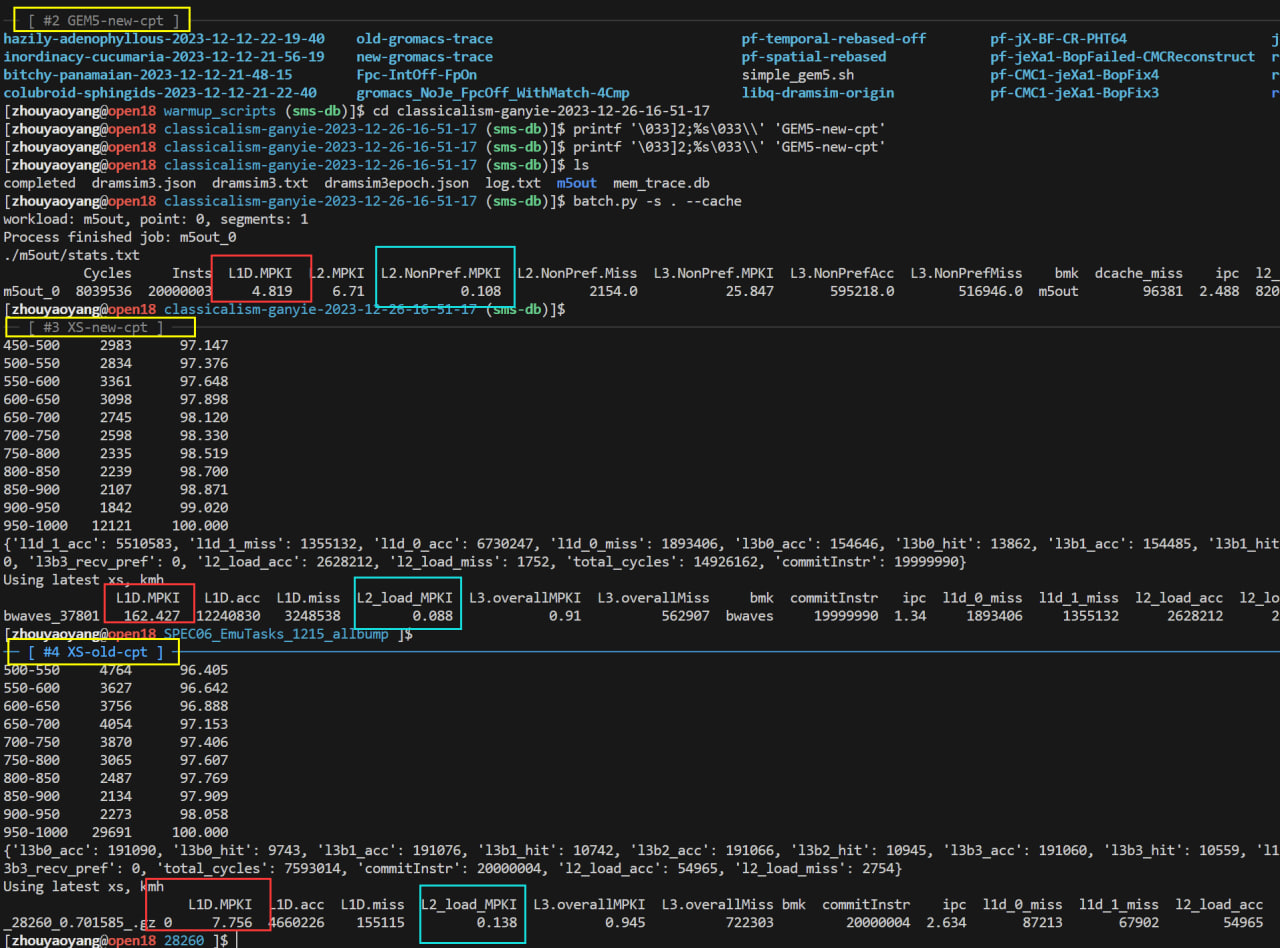 [ #2 GEM5-new-cpt ]
hazily-adenophyllous-2023-12-12-22-19-40 old-gromacs-trace pf-temporal-rebased-off pf-jX-BF-CR-PHT64 j
inordinacy-cucumaria-2023-12-12-21-56-19 new-gromacs-trace pf-spatial-rebased pf-jeXa1-BopFailed-CMCReconstruct r
bitchy-panamaian-2023-12-12-21-48-15 Fpc-IntOff-FpOn simple_gem5.sh pf-CMC1-jeXa1-BopFix4 r
colubroid-sphingids-2023-12-12-21-22-40 gromacs_NoJe_FpcOff_WithMatch-4Cmp libq-dramsim-origin pf-CMC1-jeXa1-BopFix3 r
[zhouyaoyang@open18 warmup_scripts (sms-db)]$ cd classicalism-ganyie-2023-12-26-16-51-17
[zhouyaoyang@open18 classicalism-ganyie-2023-12-26-16-51-17 (sms-db)]$ printf '\033]2;%s\033\\' 'GEM5-new-cpt'
[zhouyaoyang@open18 classicalism-ganyie-2023-12-26-16-51-17 (sms-db)]$ printf '\033]2;%s\033\\' 'GEM5-new-cpt'
[zhouyaoyang@open18 classicalism-ganyie-2023-12-26-16-51-17 (sms-db)]$ ls
completed dramsim3.json dramsim3.txt dramsim3epoch.json log.txt m5out mem_trace.db
[zhouyaoyang@open18 classicalism-ganyie-2023-12-26-16-51-17 (sms-db)]$ batch.py -s . --cache
workload: m5out, point: 0, segments: 1
Process finished job: m5out_0
./m5out/stats.txt
Cycles Insts L1D.MPKI L2.MPKI L2.NonPref.MPKI L2.NonPref.Miss L3.NonPref.MPKI L3.NonPrefAcc L3.NonPrefMiss bmk dcache_miss ipc l2_
m5out_0 8039536 20000003 4.819 6.71 0.108 2154.0 25.847 595218.0 516946.0 m5out 96381 2.488 820
[zhouyaoyang@open18 classicalism-ganyie-2023-12-26-16-51-17 (sms-db)]$
[ #3 XS-new-cpt ]
450-500 2983 97.147
500-550 2834 97.376
550-600 3361 97.648
600-650 3098 97.898
650-700 2745 98.120
700-750 2598 98.330
750-800 2335 98.519
800-850 2239 98.700
850-900 2107 98.871
900-950 1842 99.020
950-1000 12121 100.000
{'l1d_1_acc': 5510583, 'l1d_1_miss': 1355132, 'l1d_0_acc': 6730247, 'l1d_0_miss': 1893406, 'l3b0_acc': 154646, 'l3b0_hit': 13862, 'l3b1_acc': 154485, 'l3b1_hit
0, 'l3b3_recv_pref': 0, 'l2_load_acc': 2628212, 'l2_load_miss': 1752, 'total_cycles': 14926162, 'commitInstr': 19999990}
Using latest xs, kmh
L1D.MPKI L1D.acc L1D.miss L2_load_MPKI L3.overallMPKI L3.overallMiss bmk commitInstr ipc l1d_0_miss l1d_1_miss l2_load_acc l2_lo
bwaves_37801 162.427 12240830 3248538 0.088 0.91 562907 bwaves 19999990 1.34 1893406 1355132 2628212 2
[zhouyaoyang@open18 SPEC06_EmuTasks_1215_allbump ]$
[ #4 XS-old-cpt ]
500-550 4764 96.405
550-600 3627 96.642
600-650 3756 96.888
650-700 4054 97.153
700-750 3870 97.406
750-800 3065 97.607
800-850 2487 97.769
850-900 2134 97.909
900-950 2273 98.058
950-1000 29691 100.000
{'l3b0_acc': 191090, 'l3b0_hit': 9743, 'l3b1_acc': 191076, 'l3b1_hit': 10742, 'l3b2_acc': 191066, 'l3b2_hit': 10945, 'l3b3_acc': 191060, 'l3b3_hit': 10559, 'l1
3b3_recv_pref': 0, 'total_cycles': 7593014, 'commitInstr': 20000004, 'l2_load_acc': 54965, 'l2_load_miss': 2754}
Using latest xs, kmh
L1D.MPKI L1D.acc L1D.miss L2_load_MPKI L3.overallMPKI L3.overallMiss bmk commitInstr ipc l1d_0_miss l1d_1_miss l2_load_acc
_28260_0.701585_.gz 0 7.756 4660226 155115 0.138 0.945 722303 20000004 2.634 87213 67902 54965
[zhouyaoyang@open18 28260 ]$